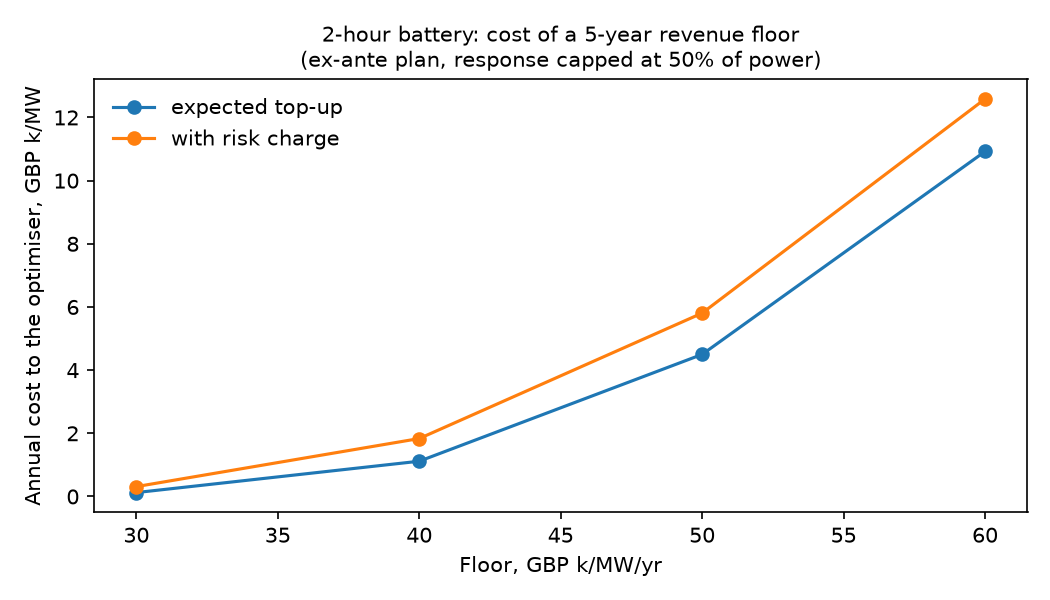 2-hour battery: cost of a 5-year revenue floor
(ex-ante plan, response capped at 50% of power)
Annual cost to the optimiser, GBP k/MW
expected top-up
with risk charge
12
10
8
6
4
2
0
30
35
40
45
50
55
60
Floor, GBP k/MW/yr